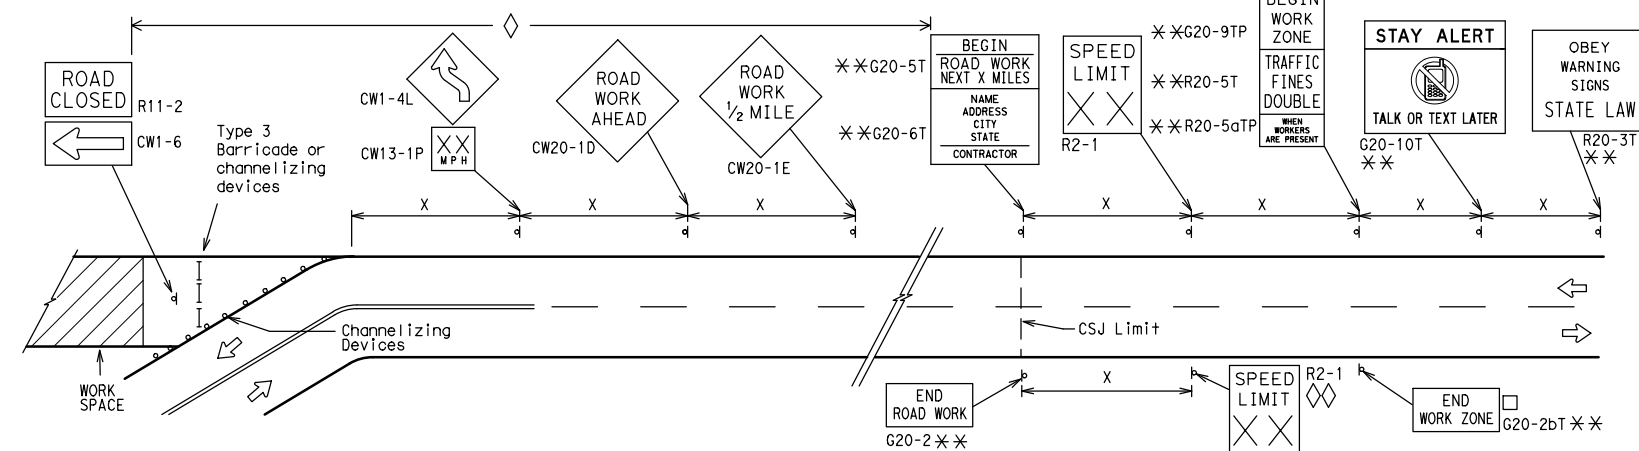 ROAD
CLOSED
R11-2
CW1-6
Type 3
Barricade or
channelizing
devices
CW1-4L
CW13-1P
XX
MPH
ROAD
WORK
AHEAD
CW20-1D
ROAD
WORK
1/2 MILE
CW20-1E
**G20-5T
**G20-6T
BEGIN
ROAD WORK
NEXT X MILES
NAME
ADDRESS
CITY
STATE
CONTRACTOR
SPEED
LIMIT
XX
R2-1
**G20-9TP
**R20-5T
**R20-5aTP
BEGIN
WORK
ZONE
TRAFFIC
FINES
DOUBLE
WHEN
WORKERS
ARE PRESENT
STAY ALERT
TALK OR TEXT LATER
G20-10T
**
OBEY
WARNING
SIGNS
STATE LAW
R20-3T
**
X X X X X X X
Channelizing
Devices
CSJ Limit
WORK
SPACE
END
ROAD WORK
G20-2**
X
SPEED
LIMIT
XX
R2-1
END
WORK ZONE
G20-2bT**